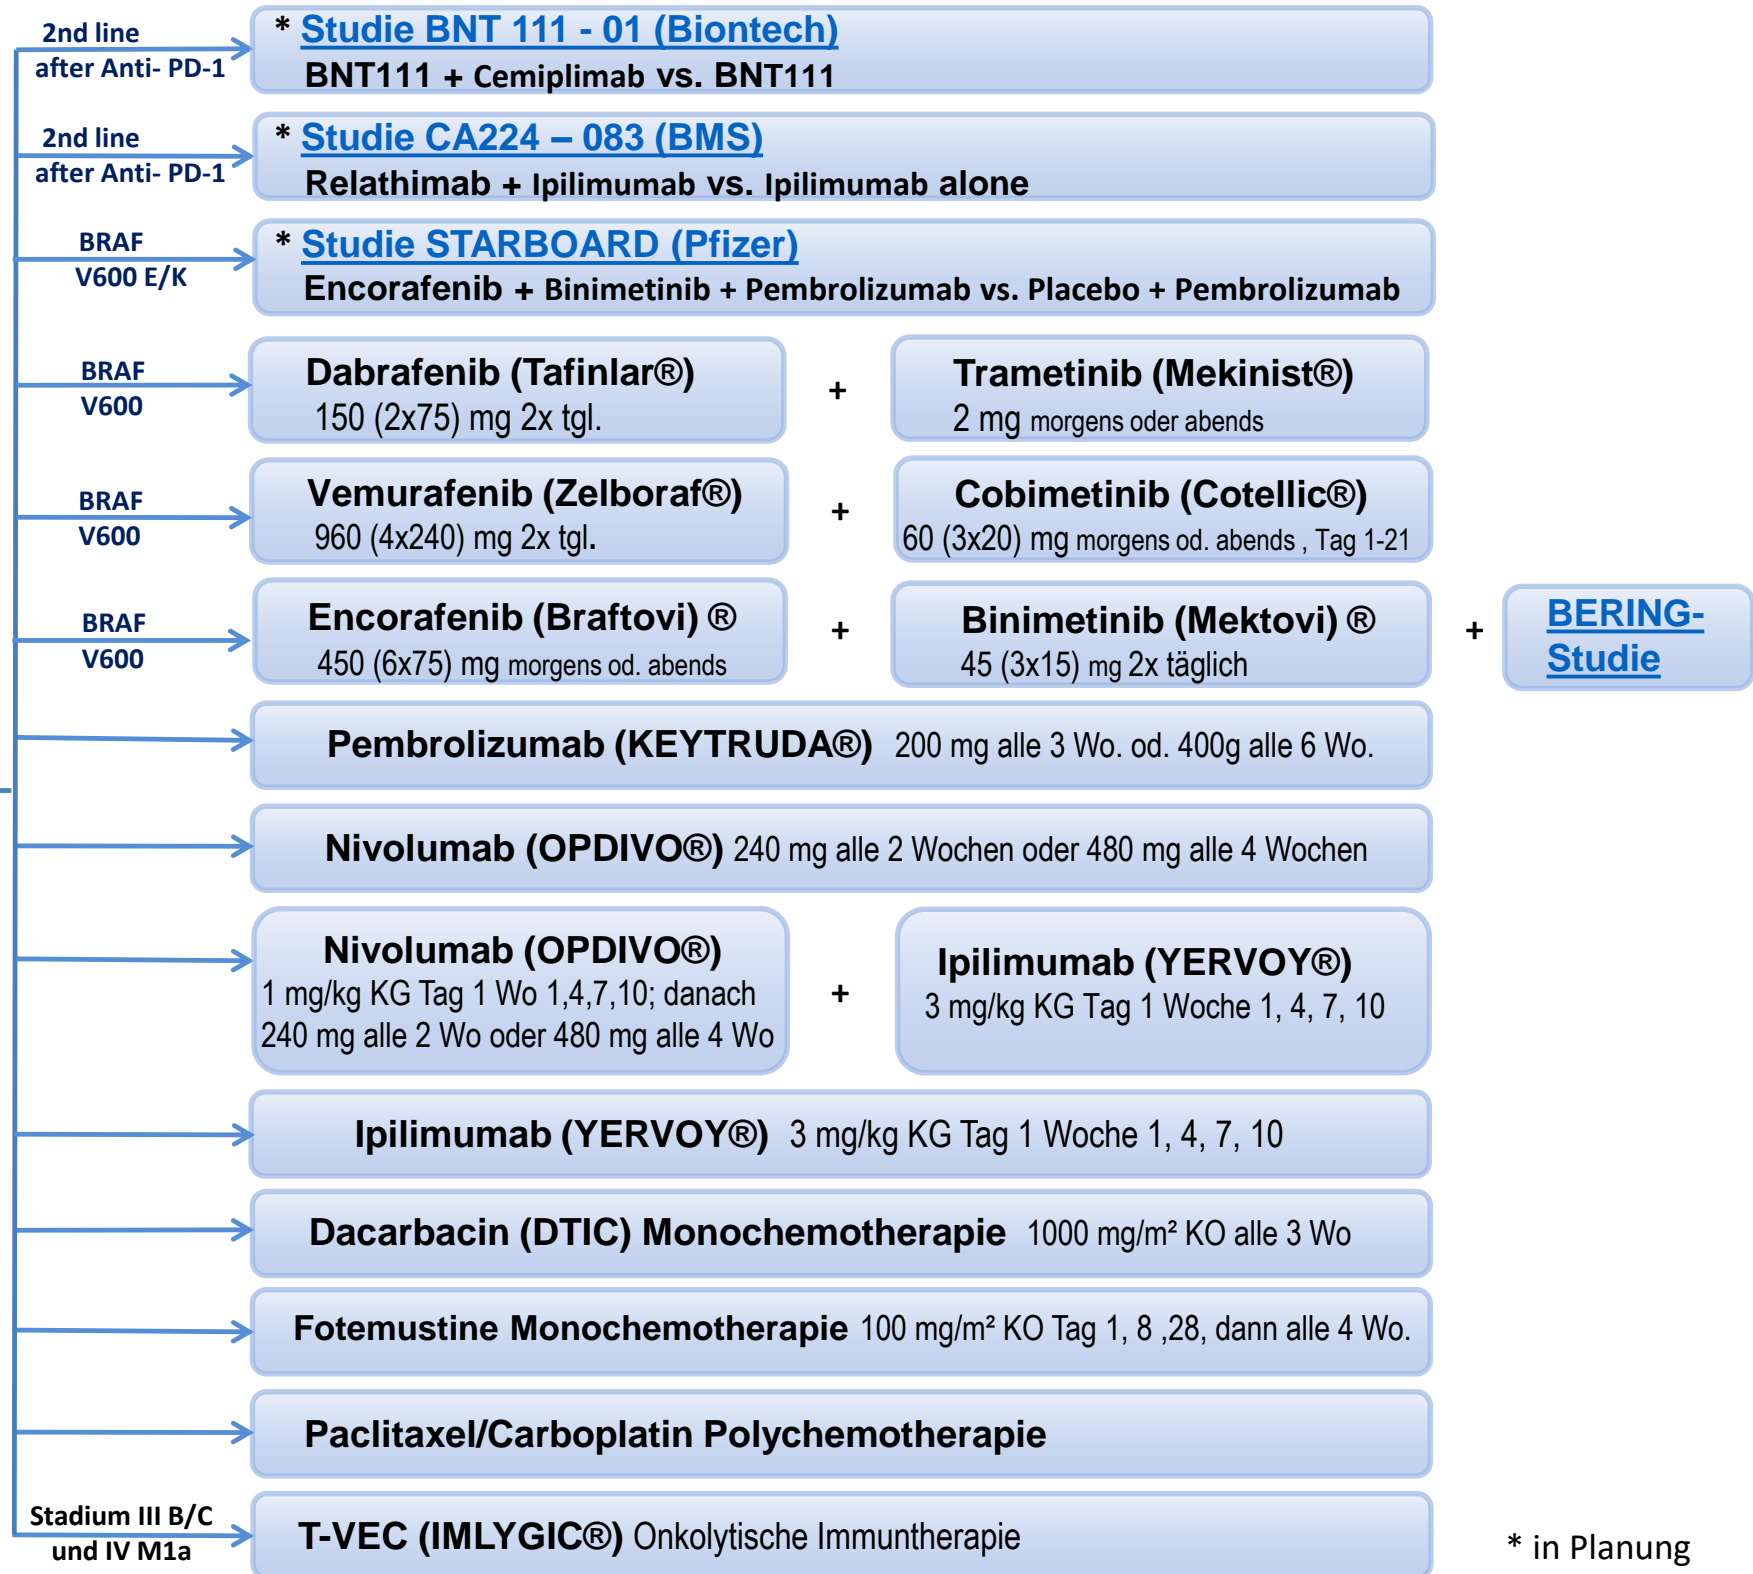 2nd line
after Anti- PD-1
* Studie BNT 111 - 01 (Biontech)
BNT111 + Cemiplimab vs. BNT111
2nd line
after Anti- PD-1
* Studie CA224 – 083 (BMS)
Relathimab + Ipilimumab vs. Ipilimumab alone
BRAF
V600 E/K
* Studie STARBOARD (Pfizer)
Encorafenib + Binimetinib + Pembrolizumab vs. Placebo + Pembrolizumab
BRAF
V600
Dabrafenib (Tafinlar®)
150 (2x75) mg 2x tgl.
+
Trametinib (Mekinist®)
2 mg morgens oder abends
BRAF
V600
Vemurafenib (Zelboraf®)
960 (4x240) mg 2x tgl.
+
Cobimetinib (Cotellic®)
60 (3x20) mg morgens od. abends , Tag 1-21
BRAF
V600
Encorafenib (Braftovi) ®
450 (6x75) mg morgens od. abends
+
Binimetinib (Mektovi) ®
45 (3x15) mg 2x täglich
+
BERING-
Studie
Pembrolizumab (KEYTRUDA®) 200 mg alle 3 Wo. od. 400g alle 6 Wo.
Nivolumab (OPDIVO®) 240 mg alle 2 Wochen oder 480 mg alle 4 Wochen
Nivolumab (OPDIVO®)
1 mg/kg KG Tag 1 Wo 1,4,7,10; danach
240 mg alle 2 Wo oder 480 mg alle 4 Wo
+
Ipilimumab (YERVOY®)
3 mg/kg KG Tag 1 Woche 1, 4, 7, 10
Ipilimumab (YERVOY®) 3 mg/kg KG Tag 1 Woche 1, 4, 7, 10
Dacarbacin (DTIC) Monochemotherapie 1000 mg/m² KO alle 3 Wo
Fotemustine Monochemotherapie 100 mg/m² KO Tag 1, 8 ,28, dann alle 4 Wo.
Paclitaxel/Carboplatin Polychemotherapie
Stadium III B/C
und IV M1a
T-VEC (IMLYGIC®) Onkolytische Immuntherapie
* in Planung